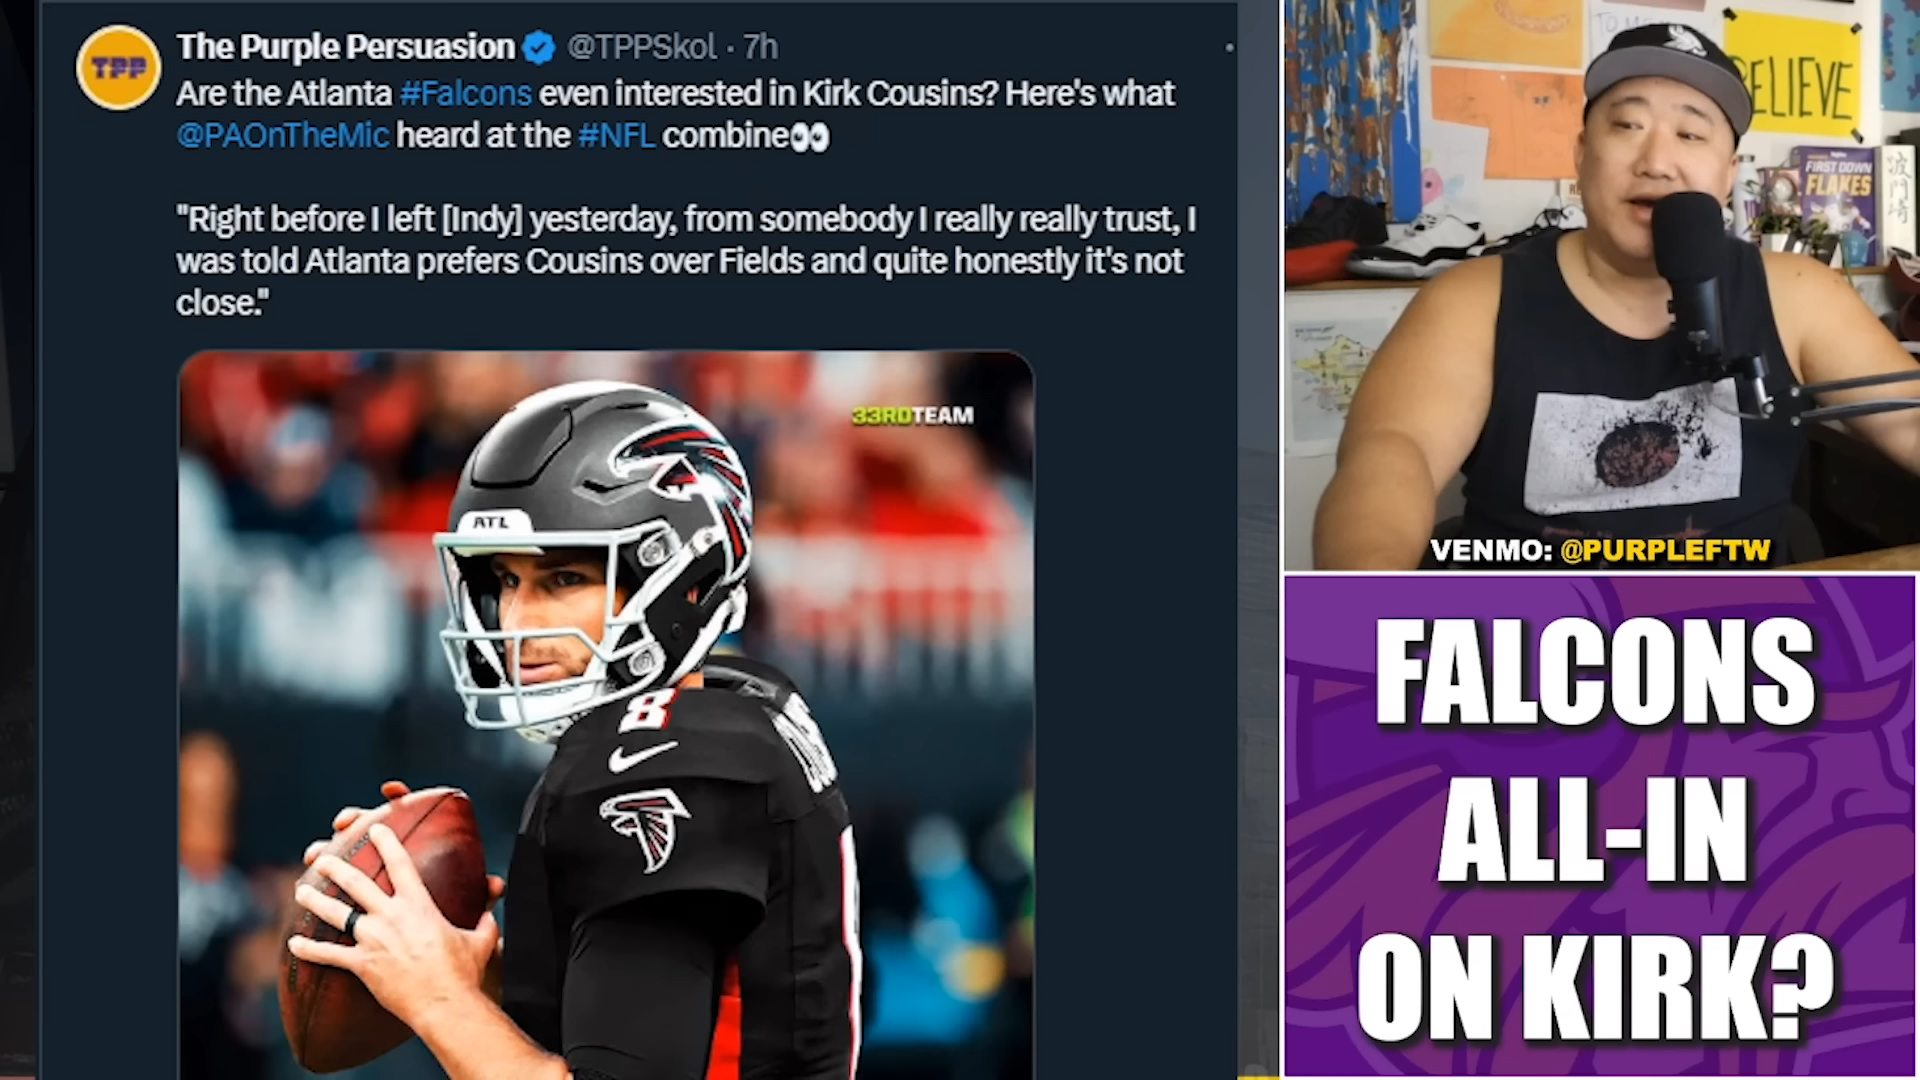 The Purple Persuasion @TPPSkol · 7h
TPP
Are the Atlanta #Falcons even interested in Kirk Cousins? Here's what
@PAOnTheMic heard at the #NFL combine👀
"Right before I left [Indy] yesterday, from somebody I really really trust, I
was told Atlanta prefers Cousins over Fields and quite honestly it's not
close."
33RDTEAM
ATL
8
BELIEVE
FIRST DOWN
FLAKES
VENMO: @PURPLEFTW
FALCONS
ALL-IN
ON KIRK?